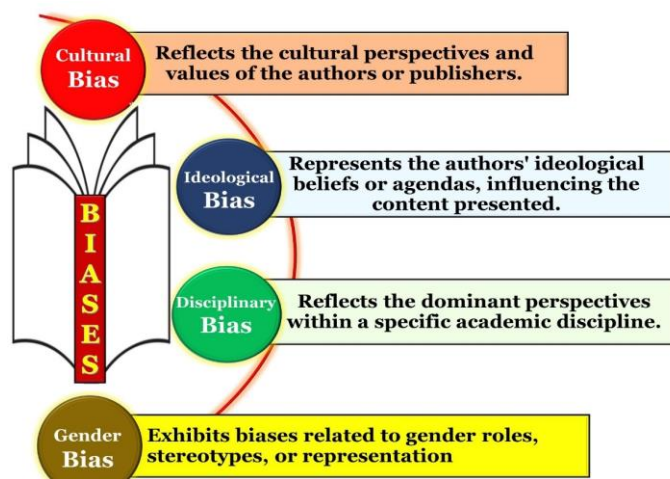 Cultural
Bias
Reflects the cultural perspectives and
values of the authors or publishers.
Ideological
Bias
Represents the authors' ideological
beliefs or agendas, influencing the
content presented.
BIASES
Disciplinary
Bias
Reflects the dominant perspectives
within a specific academic discipline.
Gender
Bias
Exhibits biases related to gender roles,
stereotypes, or representation